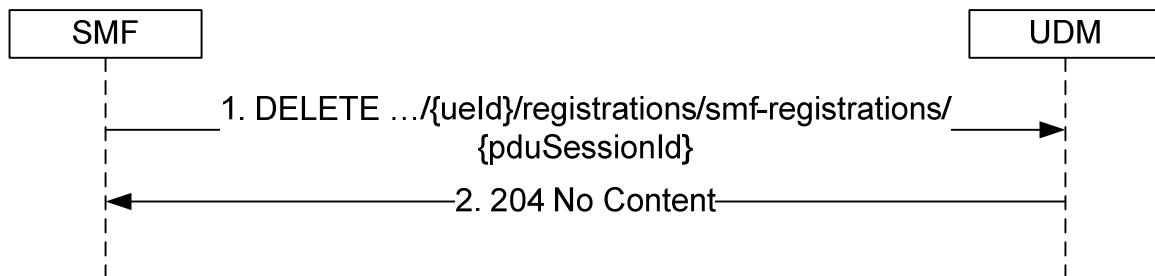 SMF
UDM
1. DELETE …/{ueId}/registrations/smf-registrations/
{pduSessionId}
2. 204 No Content